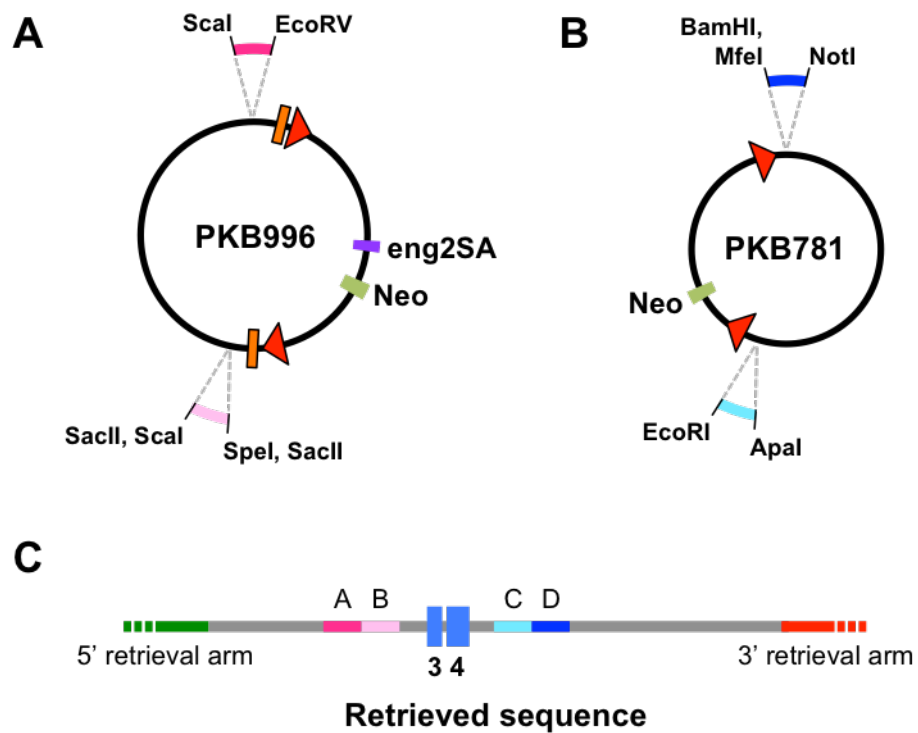 A
ScaI
EcoRV
PKB996
eng2SA
Neo
SacII, ScaI
SpeI, SacII
B
BamHI,
MfeI
NotI
PKB781
Neo
EcoRI
ApaI
C
A
B
C
D
5’ retrieval arm
3 4
3’ retrieval arm
Retrieved sequence